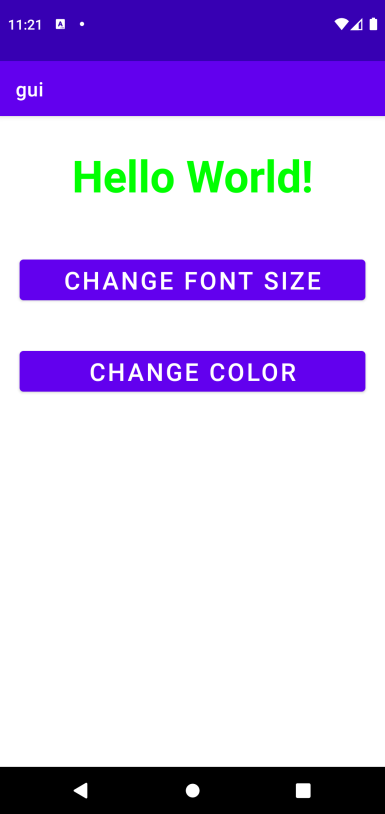 11:21
gui
Hello World!
CHANGE FONT SIZE
CHANGE COLOR